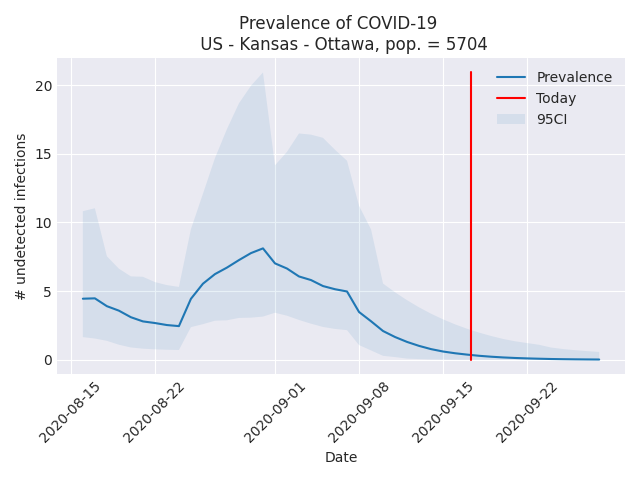 Prevalence of COVID-19
US - Kansas - Ottawa, pop. = 5704
# undetected infections
20
15
10
5
0
Prevalence
Today
95CI
2020-08-15
2020-08-22
2020-09-01
2020-09-08
2020-09-15
2020-09-22
Date